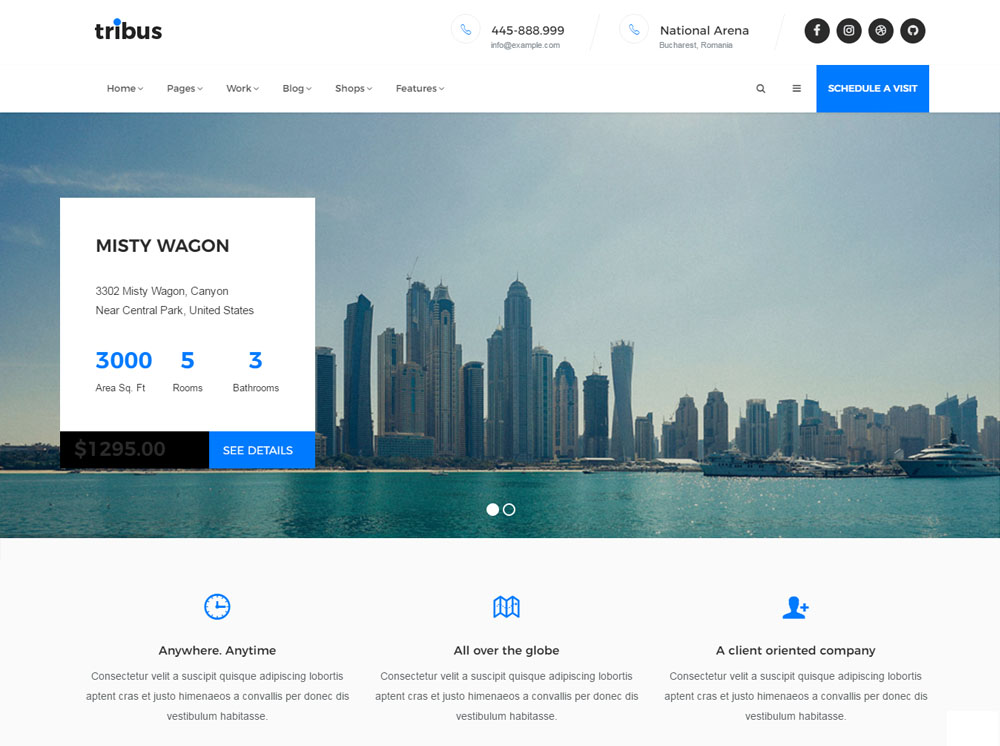 tribus
445-888.999
info@example.com
National Arena
Bucharest, Romania
Home
Pages
Work
Blog
Shops
Features
SCHEDULE A VISIT
MISTY WAGON
3302 Misty Wagon, Canyon
Near Central Park, United States
3000 5 3
Area Sq. Ft Rooms Bathrooms
$1295.00 SEE DETAILS
Anywhere. Anytime
Consectetur velit a suscipit quisque adipiscing lobortis
aptent cras et justo himenaeos a convallis per donec dis
vestibulum habitasse.
All over the globe
Consectetur velit a suscipit quisque adipiscing lobortis
aptent cras et justo himenaeos a convallis per donec dis
vestibulum habitasse.
A client oriented company
Consectetur velit a suscipit quisque adipiscing lobortis
aptent cras et justo himenaeos a convallis per donec dis
vestibulum habitasse.